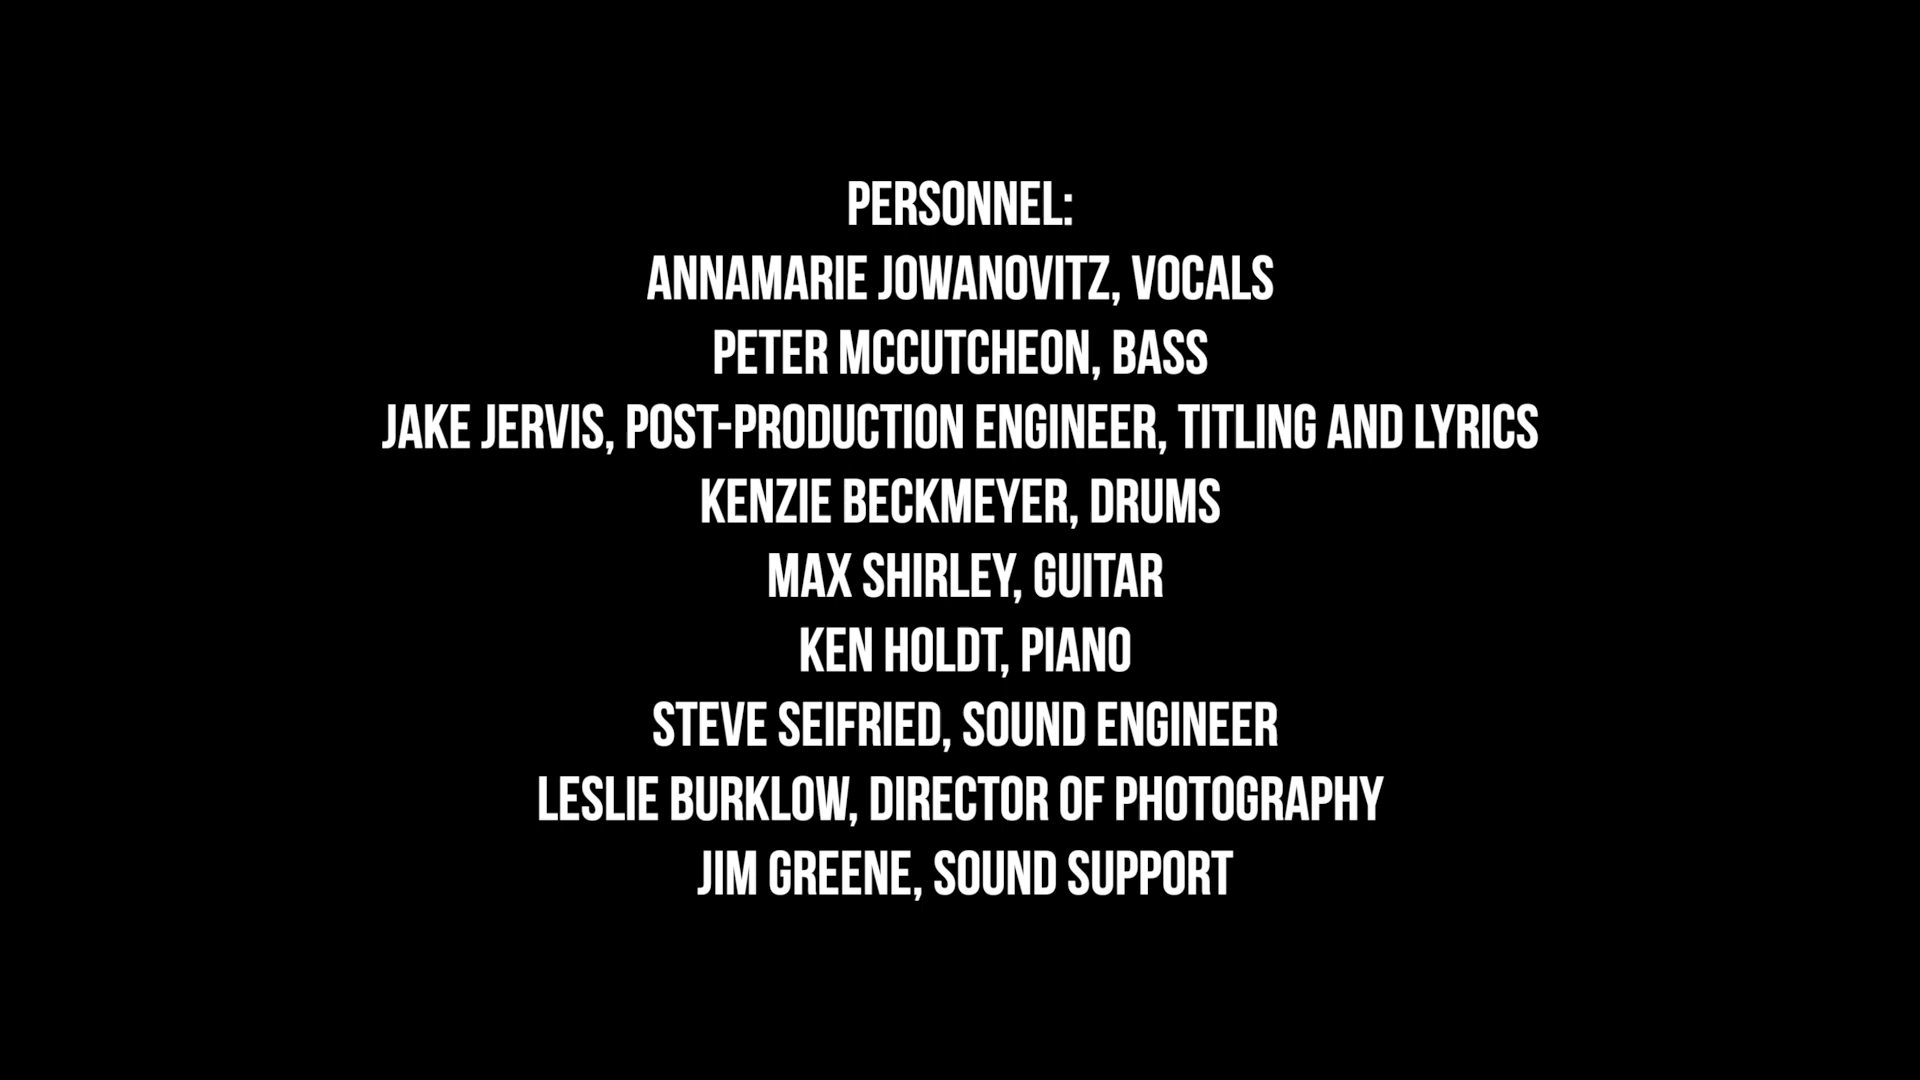 PERSONNEL:
ANNAMARIE JOWANOVITZ, VOCALS
PETER MCCUTCHEON, BASS
JAKE JERVIS, POST-PRODUCTION ENGINEER, TITLING AND LYRICS
KENZIE BECKMEYER, DRUMS
MAX SHIRLEY, GUITAR
KEN HOLDT, PIANO
STEVE SEIFRIED, SOUND ENGINEER
LESLIE BURKLOW, DIRECTOR OF PHOTOGRAPHY
JIM GREENE, SOUND SUPPORT